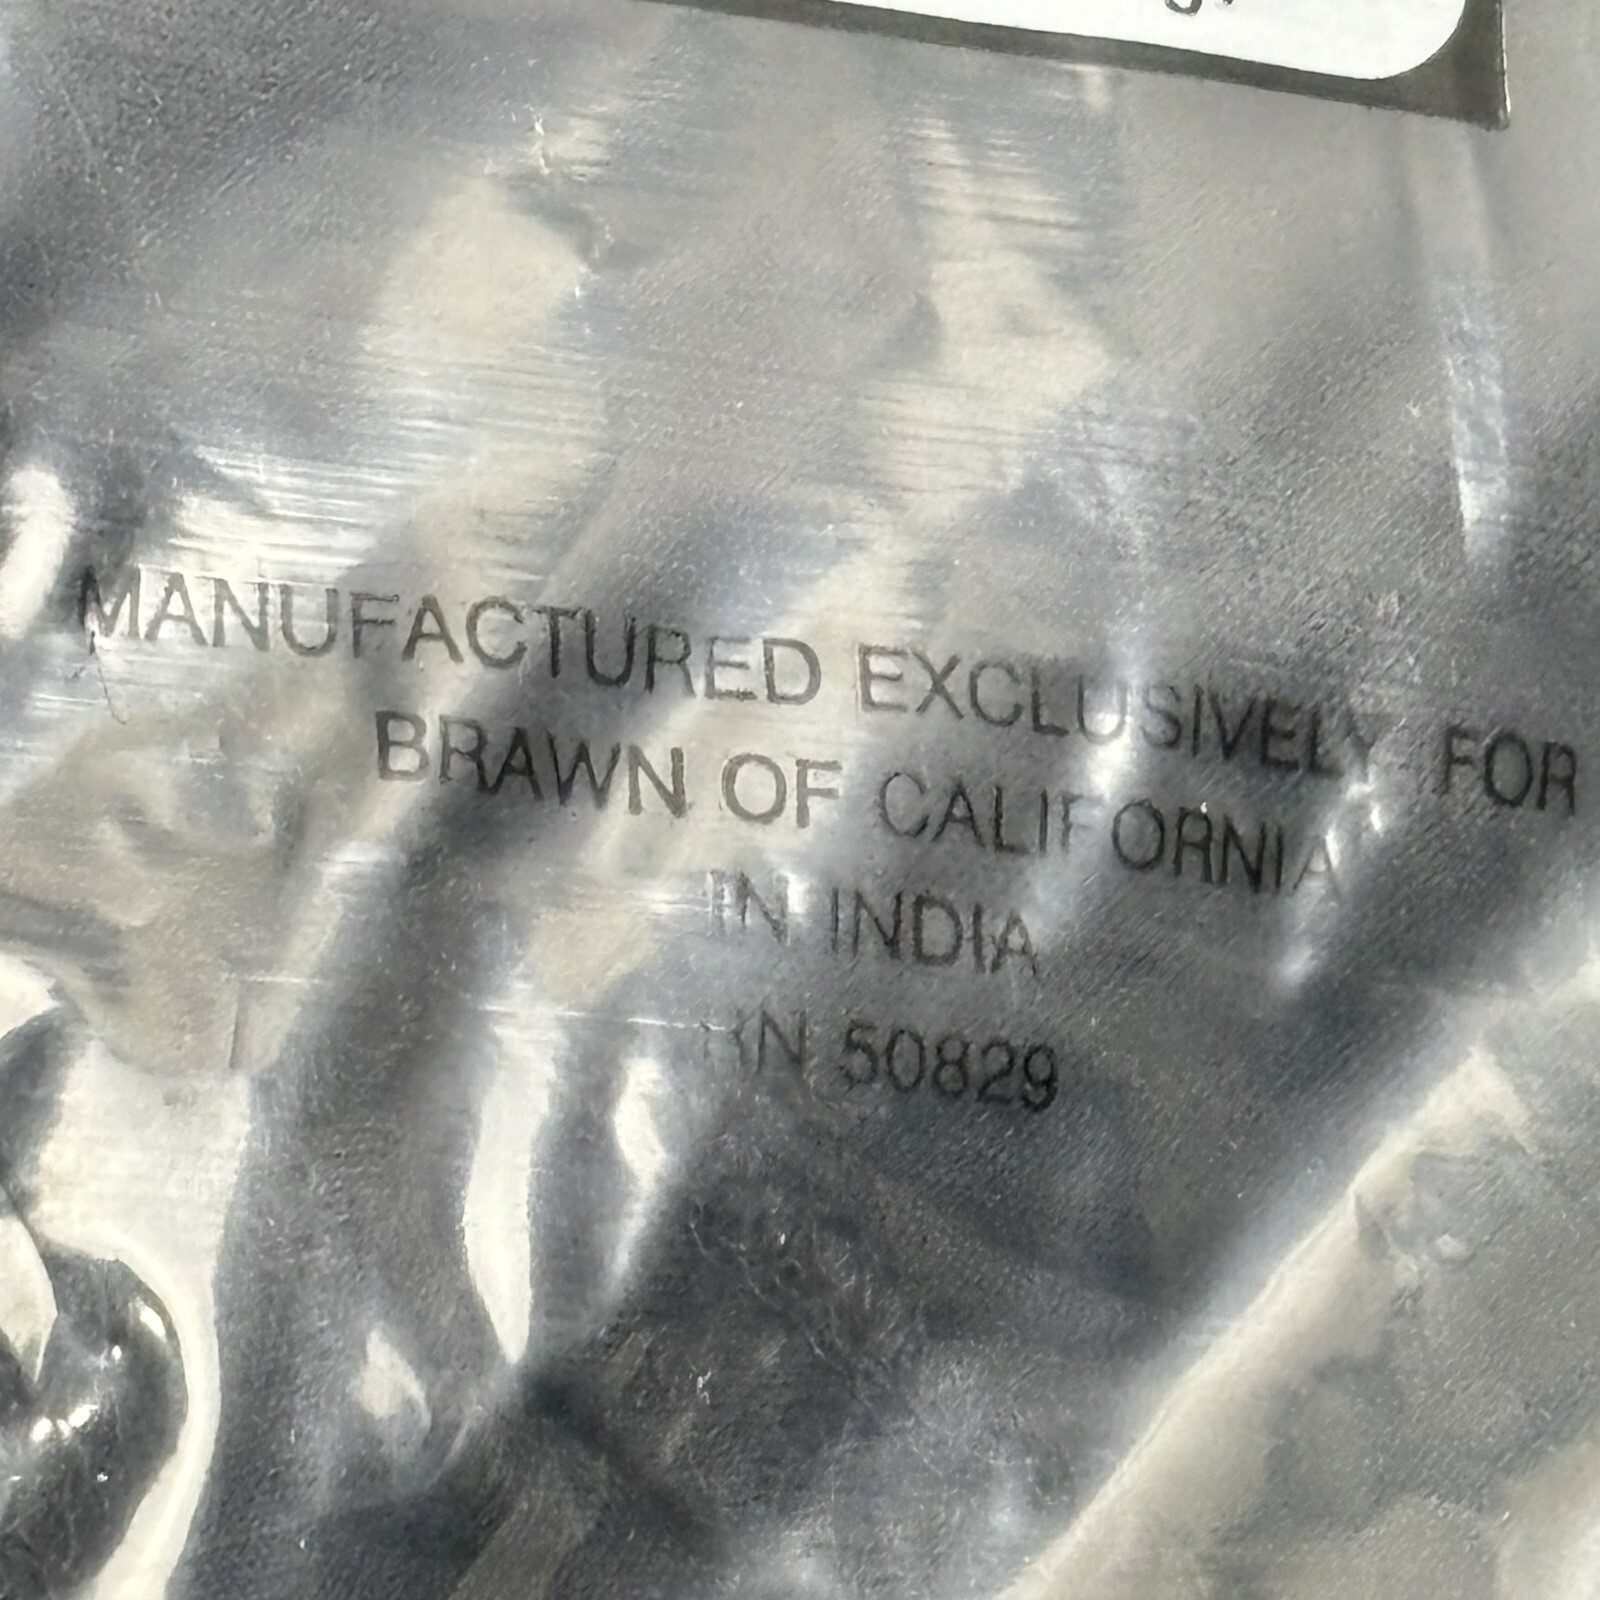 MANUFACTURED EXCLUSIVELY FOR
BRAWN OF CALIFORNIA
IN INDIA
RN 50829